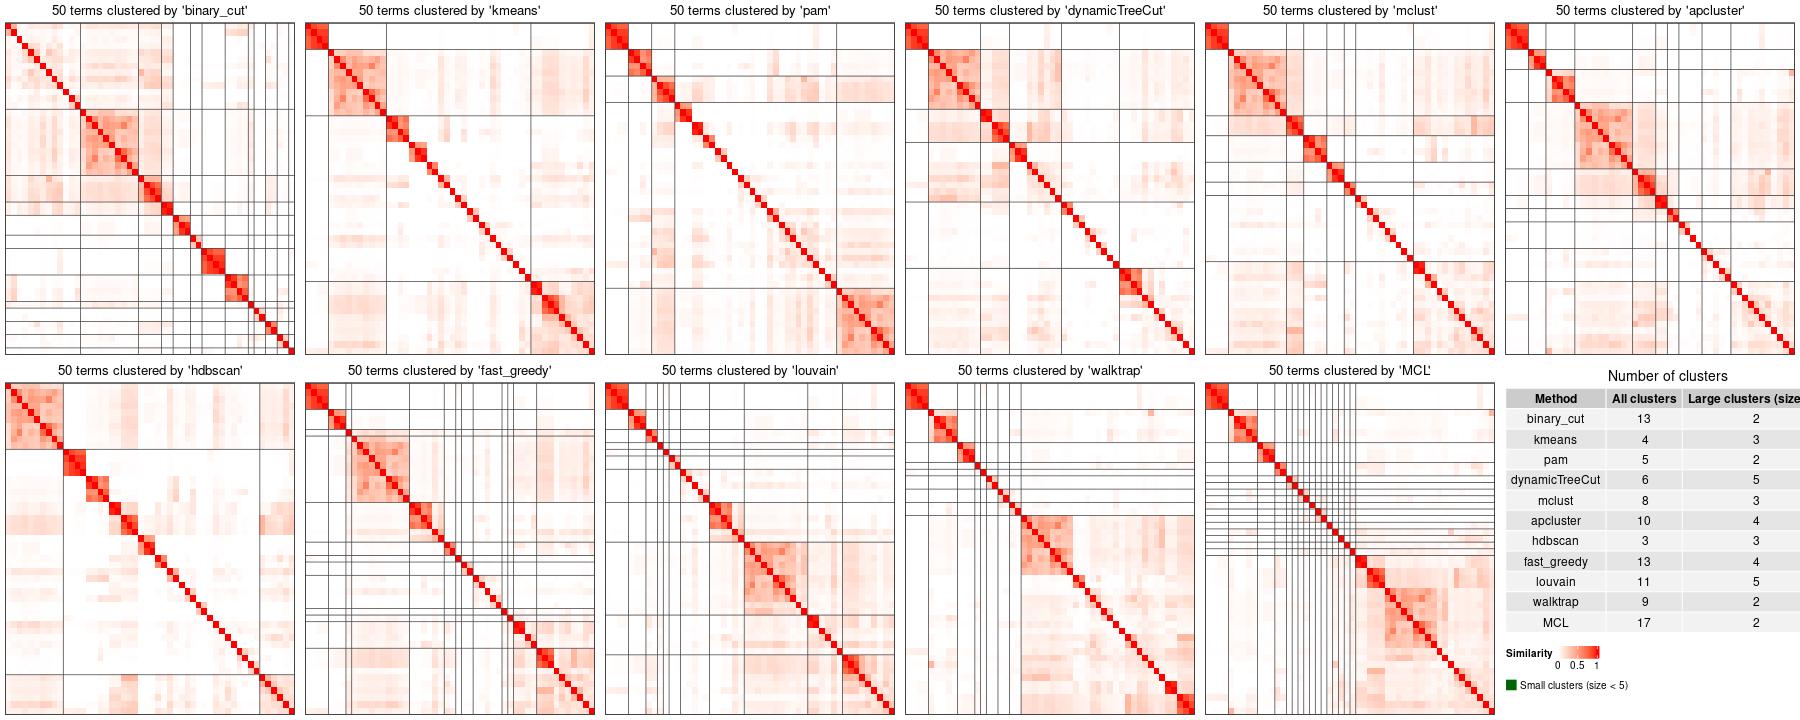 50 terms clustered by 'binary_cut'
50 terms clustered by 'kmeans'
50 terms clustered by 'pam'
50 terms clustered by 'dynamicTreeCut'
50 terms clustered by 'mclust'
50 terms clustered by 'apcluster'
50 terms clustered by 'hdbscan'
50 terms clustered by 'fast_greedy'
50 terms clustered by 'louvain'
50 terms clustered by 'walktrap'
50 terms clustered by 'MCL'
Number of clusters
Method All clusters Large clusters (size
binary_cut 13 2
kmeans 4 3
pam 5 2
dynamicTreeCut 6 5
mclust 8 3
apcluster 10 4
hdbscan 3 3
fast_greedy 13 4
louvain 11 5
walktrap 9 2
MCL 17 2
Similarity
0 0.5 1
Small clusters (size < 5)